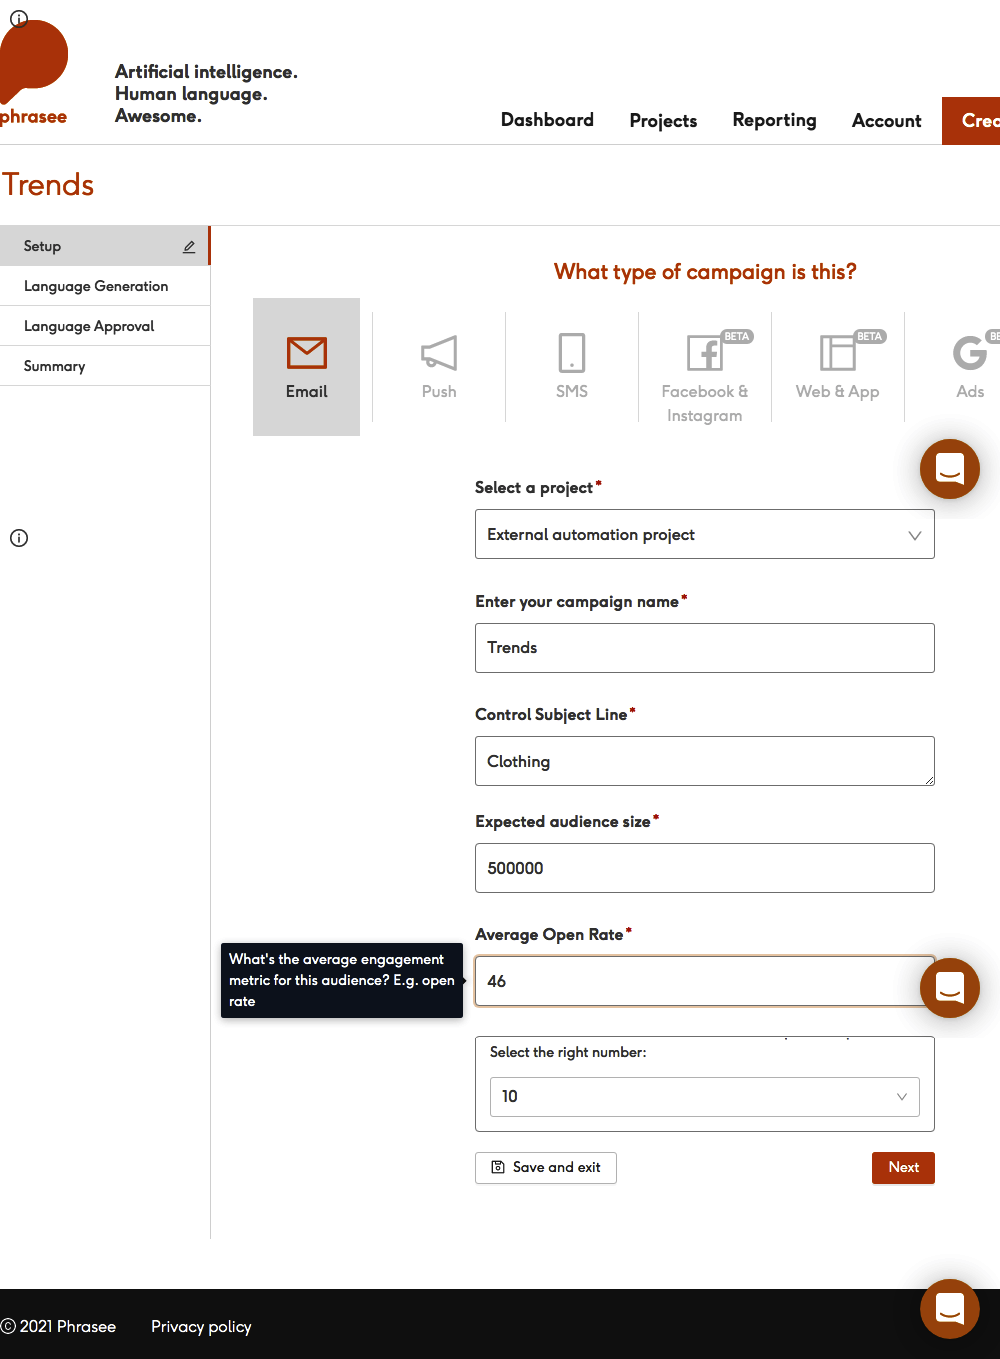 phrasee
Artificial intelligence.
Human language.
Awesome.
Dashboard
Projects
Reporting
Account
Trends
Setup
Language Generation
Language Approval
Summary
What type of campaign is this?
Email
Push
SMS
BETA
Facebook &
Instagram
BETA
Web & App
Ads
Select a project*
External automation project
Enter your campaign name*
Trends
Control Subject Line*
Clothing
Expected audience size*
500000
Average Open Rate*
What's the average engagement
metric for this audience? E.g. open
rate
46
Select the right number:
10
Save and exit
Next
© 2021 Phrasee
Privacy policy